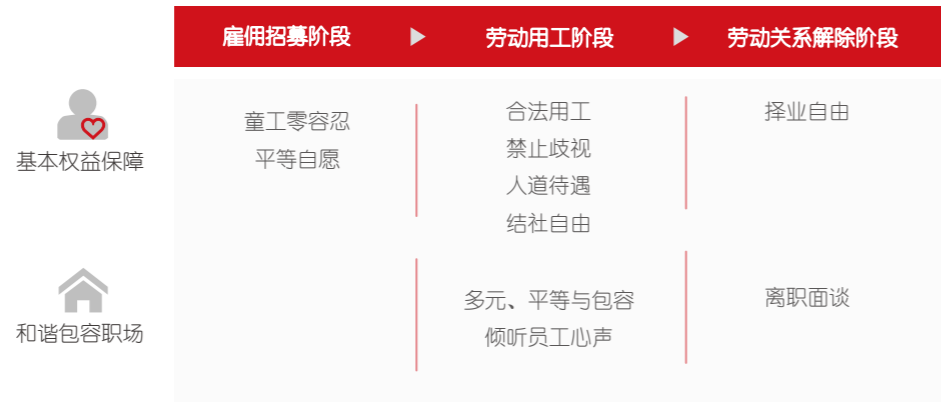 雇佣招募阶段
劳动用工阶段
劳动关系解除阶段
基本权益保障
童工零容忍
平等自愿
合法用工
禁止歧视
人道待遇
结社自由
择业自由
和谐包容职场
多元、平等与包容
倾听员工心声
离职面谈